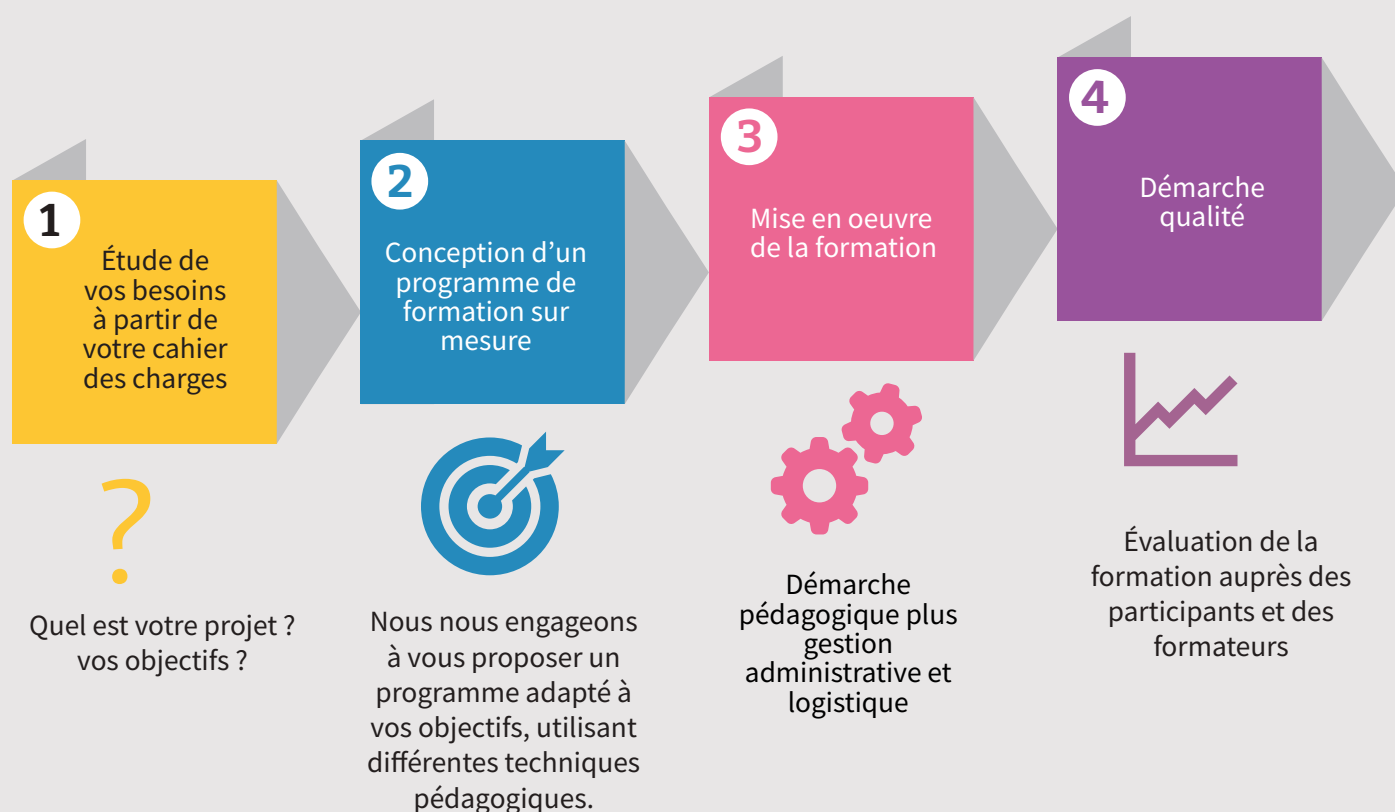 1
Étude de
vos besoins
à partir de
votre cahier
des charges
?
Quel est votre projet ?
vos objectifs ?
2
Conception d’un
programme de
formation sur
mesure
Nous nous engageons
à vous proposer un
programme adapté à
vos objectifs, utilisant
différentes techniques
pédagogiques.
3
Mise en oeuvre
de la formation
Démarche
pédagogique plus
gestion
administrative et
logistique
4
Démarche
qualité
Évaluation de la
formation auprès des
participants et des
formateurs